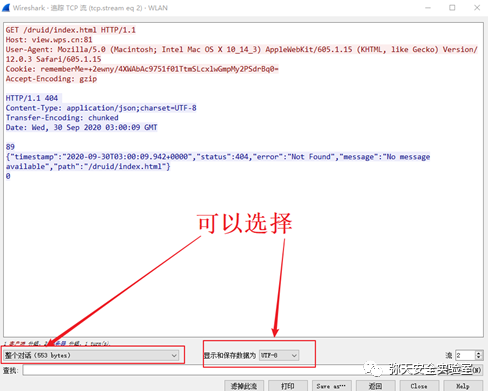 Wireshark - 追踪 TCP 流 (tcp.stream eq 2) - WLAN
GET /druid/index.html HTTP/1.1
Host: view.wps.cn:81
User-Agent: Mozilla/5.0 (Macintosh; Intel Mac OS X 10_14_3) AppleWebKit/605.1.15 (KHTML, like Gecko) Version/
12.0.3 Safari/605.1.15
Cookie: rememberMe=+2ewny/4XWAbAc9751f01TtmSLcxlwGmpMy2PSdrBq0=
Accept-Encoding: gzip
HTTP/1.1 404
Content-Type: application/json;charset=UTF-8
Transfer-Encoding: chunked
Date: Wed, 30 Sep 2020 03:00:09 GMT
89
{"timestamp":"2020-09-30T03:00:09.942+0000","status":404,"error":"Not Found","message":"No message
available","path":"/druid/index.html"}
0
可以选择
整个对话 (553 bytes)
显示和保存数据为 UTF-8
流 2
查找:
弥天安全实验室
滤掉此流
打印
Save as…
返回
Close
Help